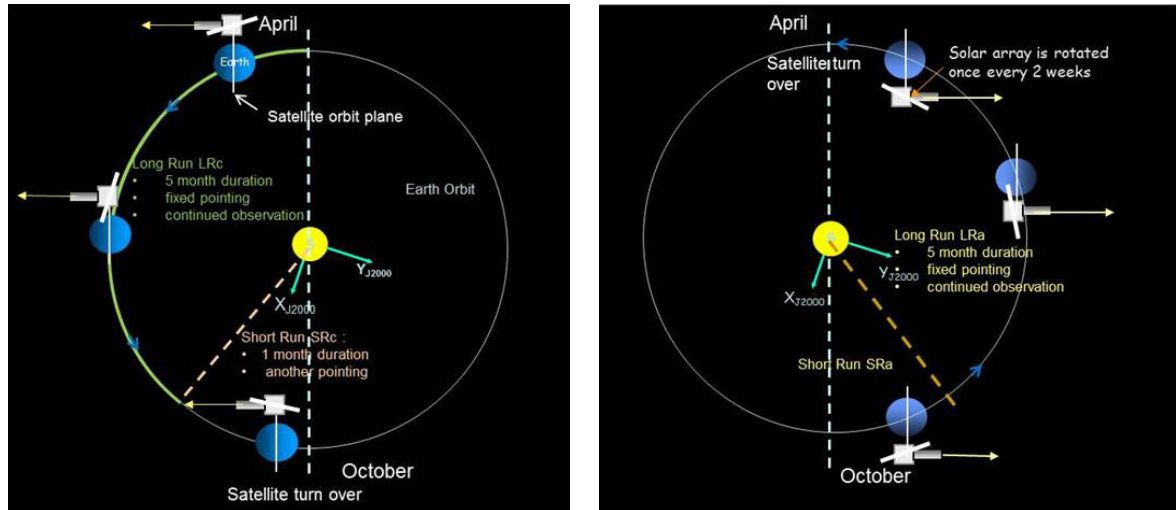 April
Earth
Satellite orbit plane
Long Run LRc
• 5 month duration
• fixed pointing
• continued observation
Earth Orbit
Y J2000
X J2000
Short Run SRc :
• 1 month duration
• another pointing
October
Satellite turn over
April
Satellite turn
over
Solar array is rotated
once every 2 weeks
Long Run LRa
• 5 month duration
• fixed pointing
• continued observation
Y J2000
X J2000
Short Run SRa
October